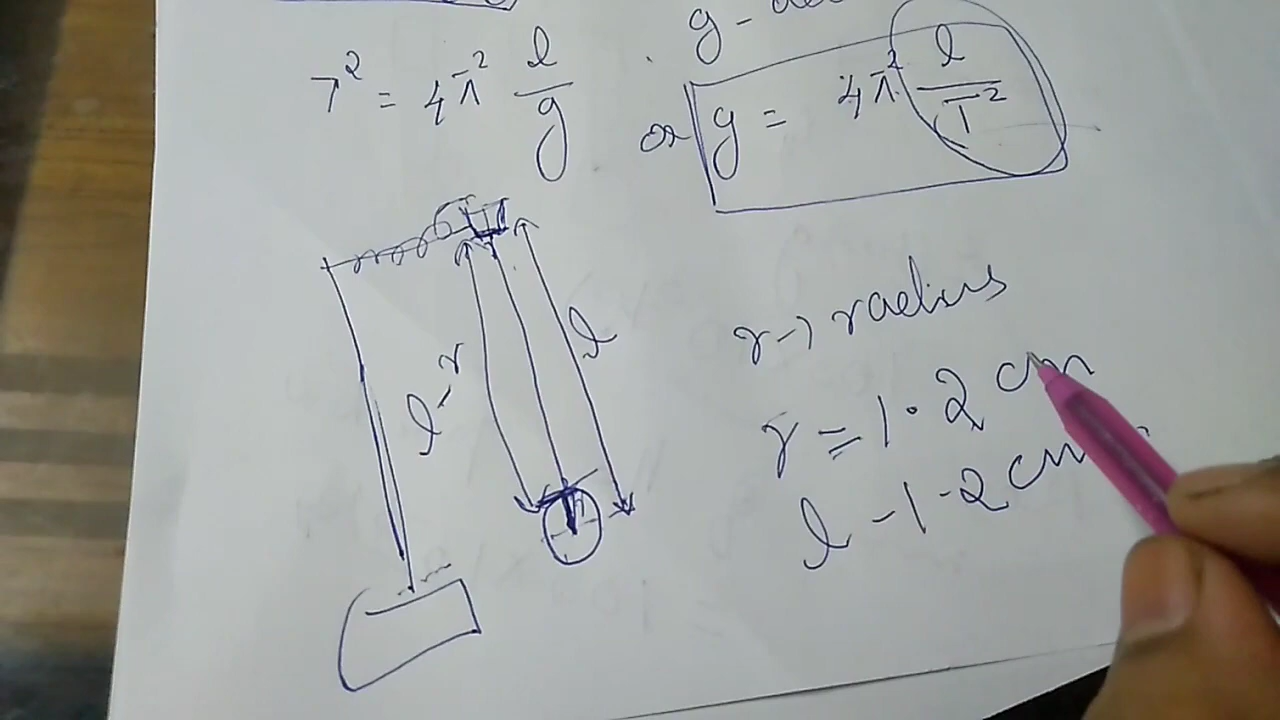 g -
T² = 4π² l/g
or g = 4π² l/T²
l
l - r
r → radius
r = 1.2 cm
l - 1.2 cm